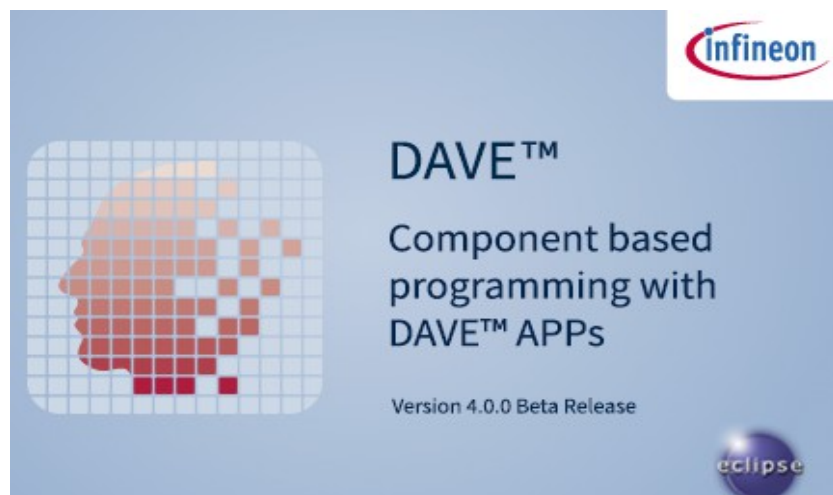 infineon
DAVE™
Component based
programming with
DAVE™ APPs
Version 4.0.0 Beta Release
eclipse